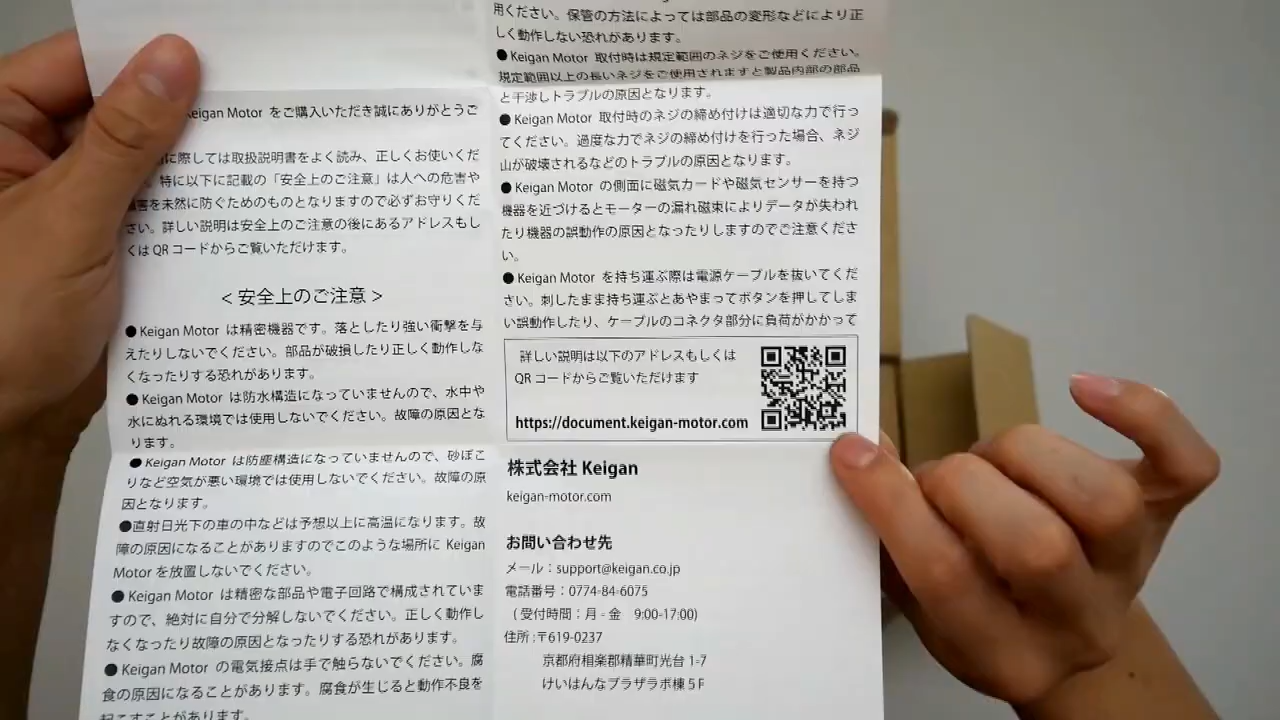 Keigan Motor をご購入いただき誠にありがとうご
に際しては取扱説明書をよく読み、正しくお使いくだ
。特に以下に記載の「安全上のご注意」は人への危害や
害を未然に防ぐためのものとなりますので必ずお守りくだ
さい。詳しい説明は安全上のご注意の後にあるアドレスもし
くは QR コードからご覧いただけます。
< 安全上のご注意 >
● Keigan Motor は精密機器です。落としたり強い衝撃を与
えたりしないでください。部品が破損したり正しく動作しな
くなったりする恐れがあります。
● Keigan Motor は防水構造になっていませんので、水中や
水にぬれる環境では使用しないでください。故障の原因とな
ります。
● Keigan Motor は防塵構造になっていませんので、砂ぼこ
りなど空気が悪い環境では使用しないでください。故障の原
因となります。
●直射日光下の車の中などは予想以上に高温になります。故
障の原因になることがありますのでこのような場所に Keigan
Motor を放置しないでください。
● Keigan Motor は精密な部品や電子回路で構成されていま
すので、絶対に自分で分解しないでください。正しく動作し
なくなったり故障の原因となったりする恐れがあります。
● Keigan Motor の電気接点は手で触らないでください。腐
食の原因になることがあります。腐食が生じると動作不良を
起こすことがあります。
用ください。保管の方法によっては部品の変形などにより正
しく動作しない恐れがあります。
● Keigan Motor 取付時は規定範囲のネジをご使用ください。
規定範囲以上の長いネジをご使用されますと製品内部の部品
と干渉しトラブルの原因となります。
● Keigan Motor 取付時のネジの締め付けは適切な力で行っ
てください。過度な力でネジの締め付けを行った場合、ネジ
山が破壊されるなどのトラブルの原因となります。
● Keigan Motor の側面に磁気カードや磁気センサーを持つ
機器を近づけるとモーターの漏れ磁束によりデータが失われ
たり機器の誤動作の原因となったりしますのでご注意くださ
い。
● Keigan Motor を持ち運ぶ際は電源ケーブルを抜いてくだ
さい。刺したまま持ち運ぶとあやまってボタンを押してしま
い誤動作したり、ケーブルのコネクタ部分に負荷がかかって
詳しい説明は以下のアドレスもしくは
QR コードからご覧いただけます
https://document.keigan-motor.com
株式会社 Keigan
keigan-motor.com
お問い合わせ先
メール：support@keigan.co.jp
電話番号：0774-84-6075
（受付時間：月 - 金 9:00-17:00)
住所 :〒619-0237
京都府相楽郡精華町光台 1-7
けいはんなプラザラボ棟 5 F